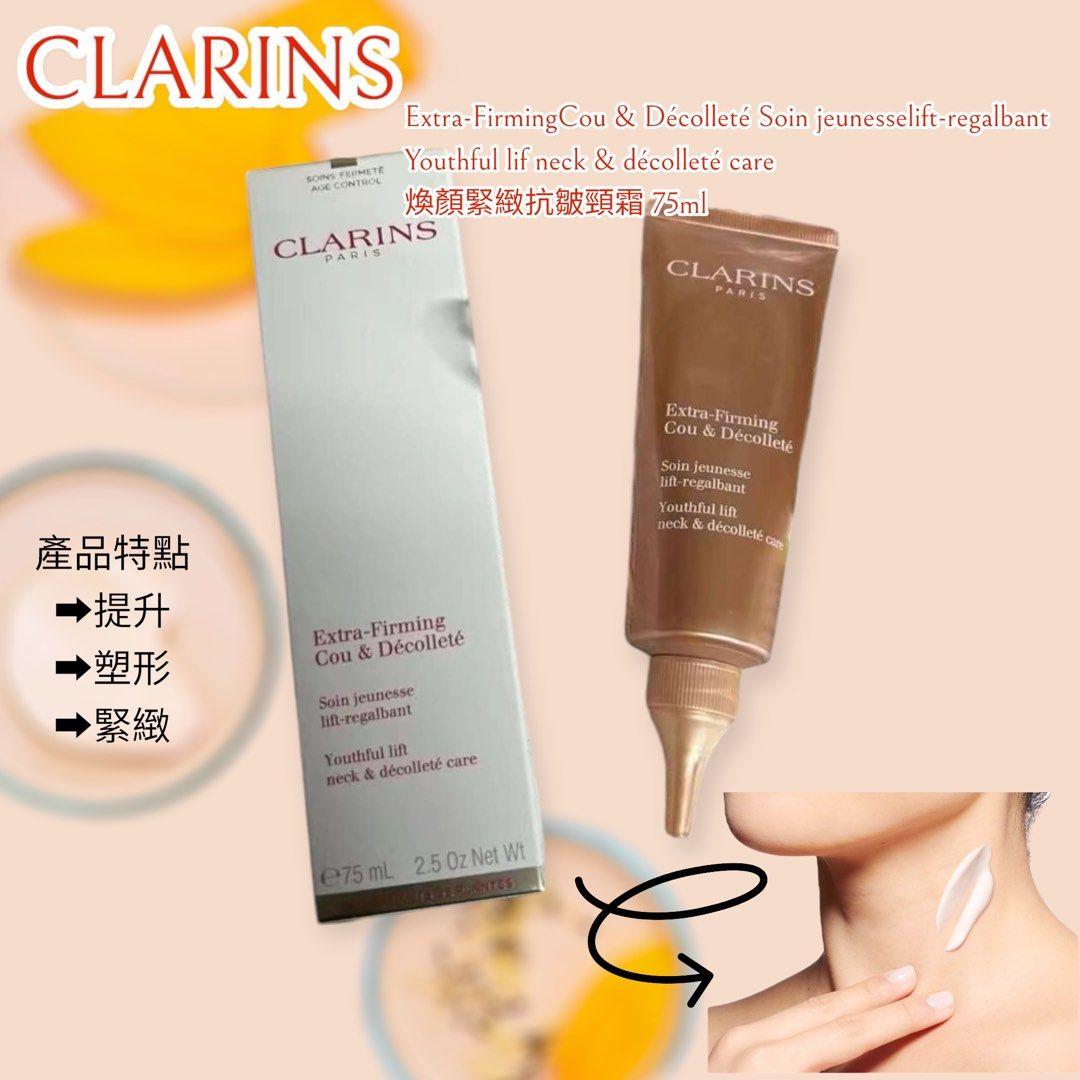 CLARINS
Extra-FirmingCou & Décolleté Soin jeunesselift-regalbant
Youthful lif neck & décolleté care
煥顏緊緻抗皺頸霜 75ml
SOINS FERMETÉ
AGE CONTROL
CLARINS
PARIS
Extra-Firming
Cou & Décolleté
Soin jeunesse
lift-regalbant
Youthful lift
neck & décolleté care
℮75 mL 2.5 Oz Net Wt
CLARINS
PARIS
Extra-Firming
Cou & Décolleté
Soin jeunesse
lift-regalbant
Youthful lift
neck & décolleté care
產品特點
➡提升
➡塑形
➡緊緻